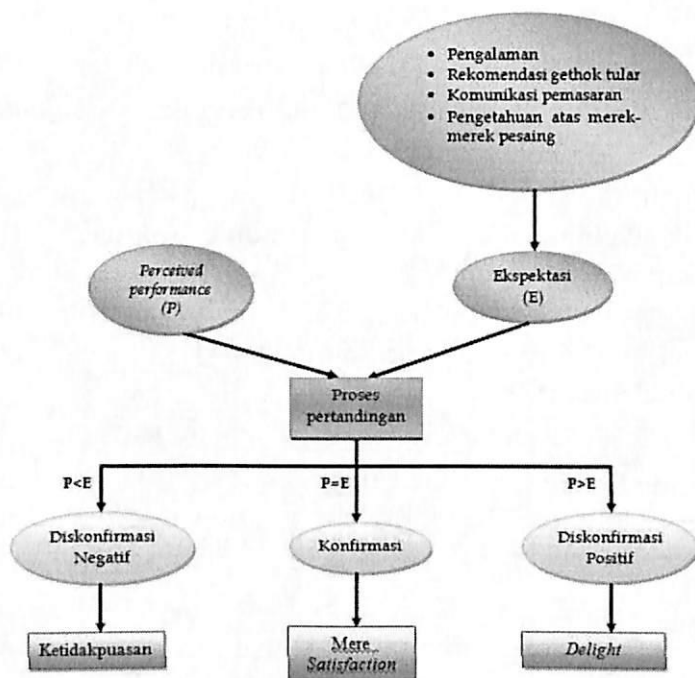 • Pengalaman
• Rekomendasi gethok tular
• Komunikasi pemasaran
• Pengetahuan atas merek-
merek pesaing
Perceived
performance
(P)
Ekspektasi
(E)
Proses
pertandingan
P<E
P=E
P>E
Diskonfirmasi
Negatif
Konfirmasi
Diskonfirmasi
Positif
Ketidakpuasan
Mere
Satisfaction
Delight